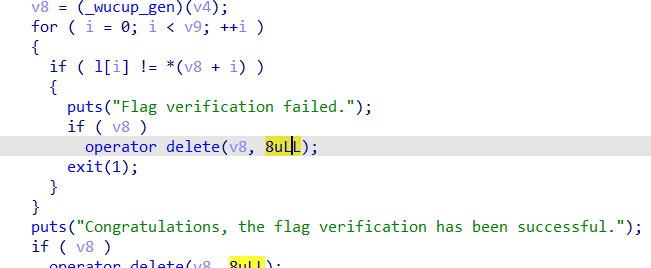 v8 = (_wucup_gen)(v4);
for ( i = 0; i < v9; ++i )
{
if ( l[i] != *(v8 + i) )
{
puts("Flag verification failed.");
if ( v8 )
operator delete(v8, 8uLL);
exit(1);
}
}
puts("Congratulations, the flag verification has been successful.");
if ( v8 )
operator delete(v8, 8uLL);